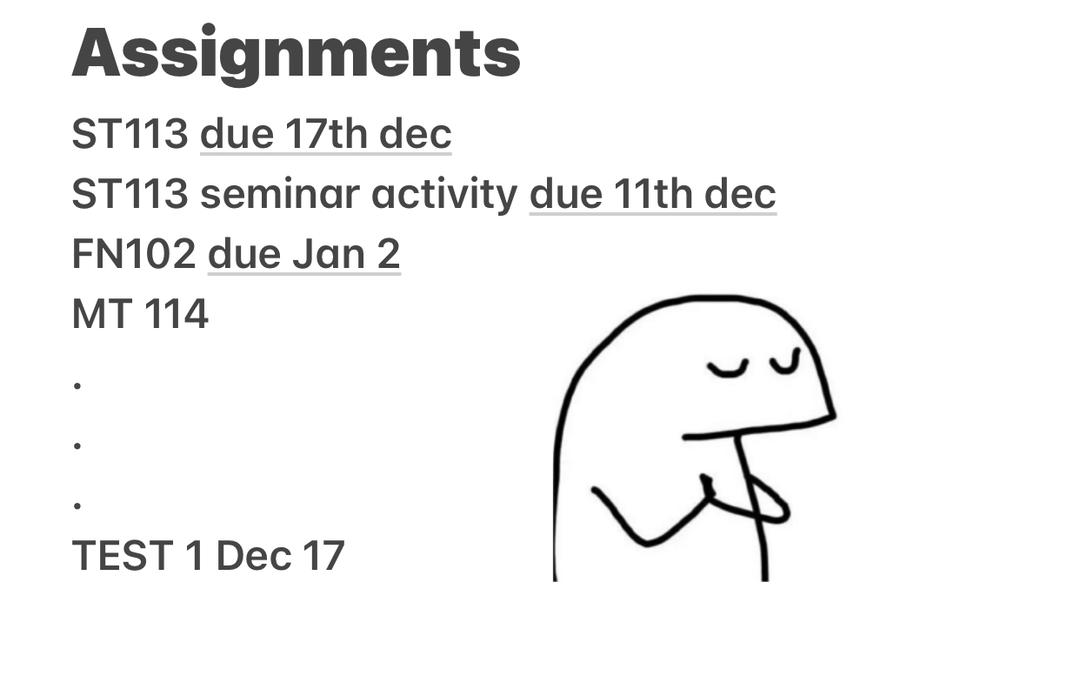 Assignments
ST113 due 17th dec
ST113 seminar activity due 11th dec
FN102 due Jan 2
MT 114
.
.
.
TEST 1 Dec 17